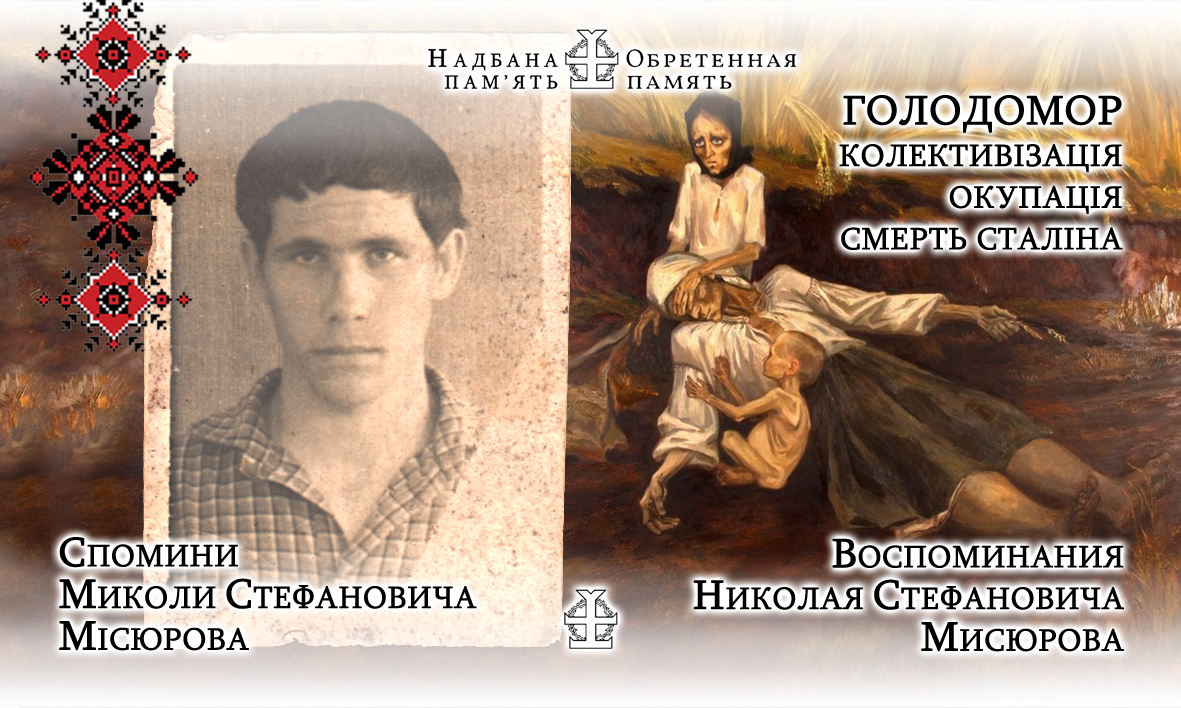 НАДБАНА
ПАМ'ЯТЬ
ОБРЕТЕННАЯ
ПАМЯТЬ
ГОЛОДОМОР
КОЛЕКТИВІЗАЦІЯ
ОКУПАЦІЯ
СМЕРТЬ СТАЛІНА
СПОМИНИ
МИКОЛИ СТЕФАНОВИЧА
МІСЮРОВА
ВОСПОМИНАНИЯ
НИКОЛАЯ СТЕФАНОВИЧА
МИСЮРОВА